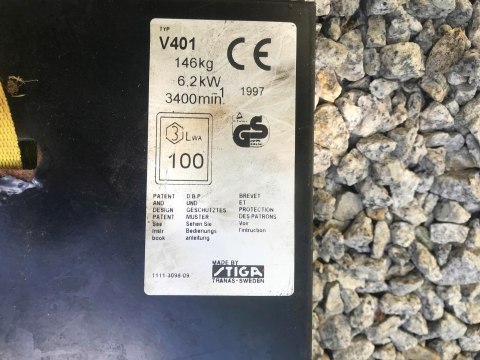 TYP
V401
146kg
6,2kW
3400min-1 1997
CE
LWA
100
GS
PATENT D.B.P. BREVET
AND UND ET
DESIGN GESCHÜTZTES PROTECTION
PATENT MUSTER DES PATRONS
See Sehen Sie Voir
instr Bedienungs l'intruction
book anleitung
MADE BY
STIGA
TRANAS-SWEDEN
1111-3098-09